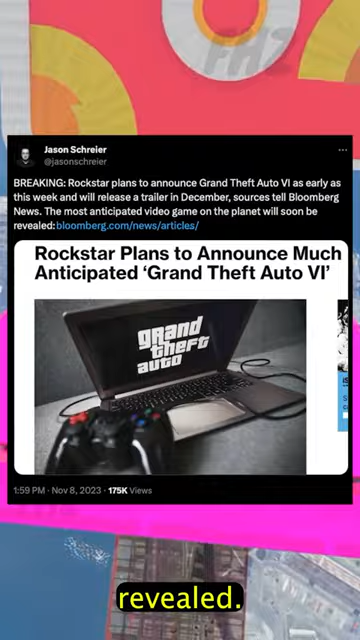 FHZ
Jason Schreier
@jasonschreier
BREAKING: Rockstar plans to announce Grand Theft Auto VI as early as
this week and will release a trailer in December, sources tell Bloomberg
News. The most anticipated video game on the planet will soon be
revealed: bloomberg.com/news/articles/
Rockstar Plans to Announce Much
Anticipated ‘Grand Theft Auto VI’
grand
theft
auto
1:59 PM · Nov 8, 2023 · 175K Views
revealed.